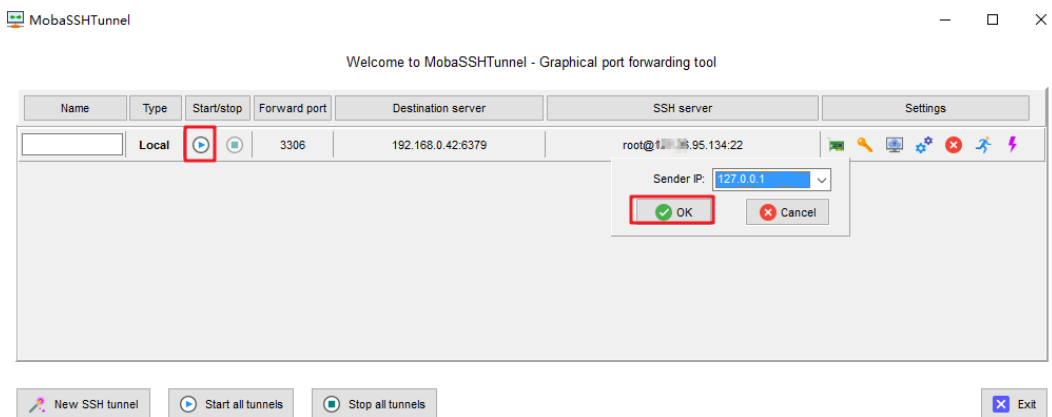 MobaSSHTunnel
Welcome to MobaSSHTunnel - Graphical port forwarding tool
Name Type Start/stop Forward port Destination server SSH server Settings
Local 3306 192.168.0.42:6379 root@ .95.134:22
Sender IP: 127.0.0.1
OK Cancel
New SSH tunnel Start all tunnels Stop all tunnels Exit